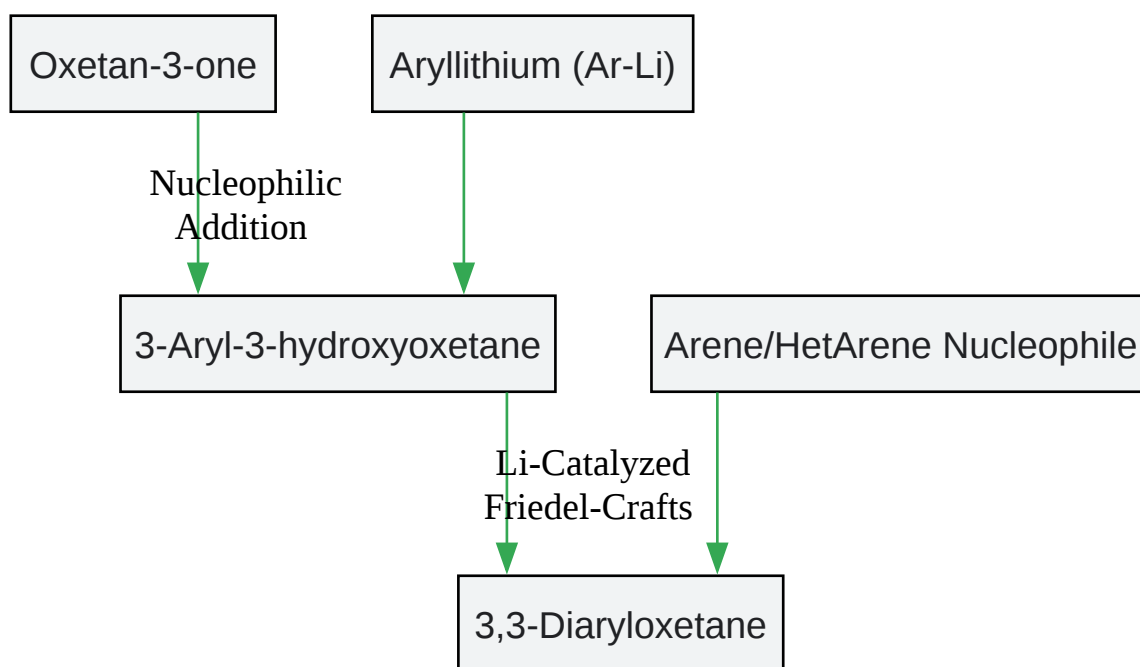 Oxetan-3-one
Aryllithium (Ar-Li)
Nucleophilic
Addition
3-Aryl-3-hydroxyoxetane
Arene/HetArene Nucleophile
Li-Catalyzed
Friedel-Crafts
3,3-Diaryloxetane